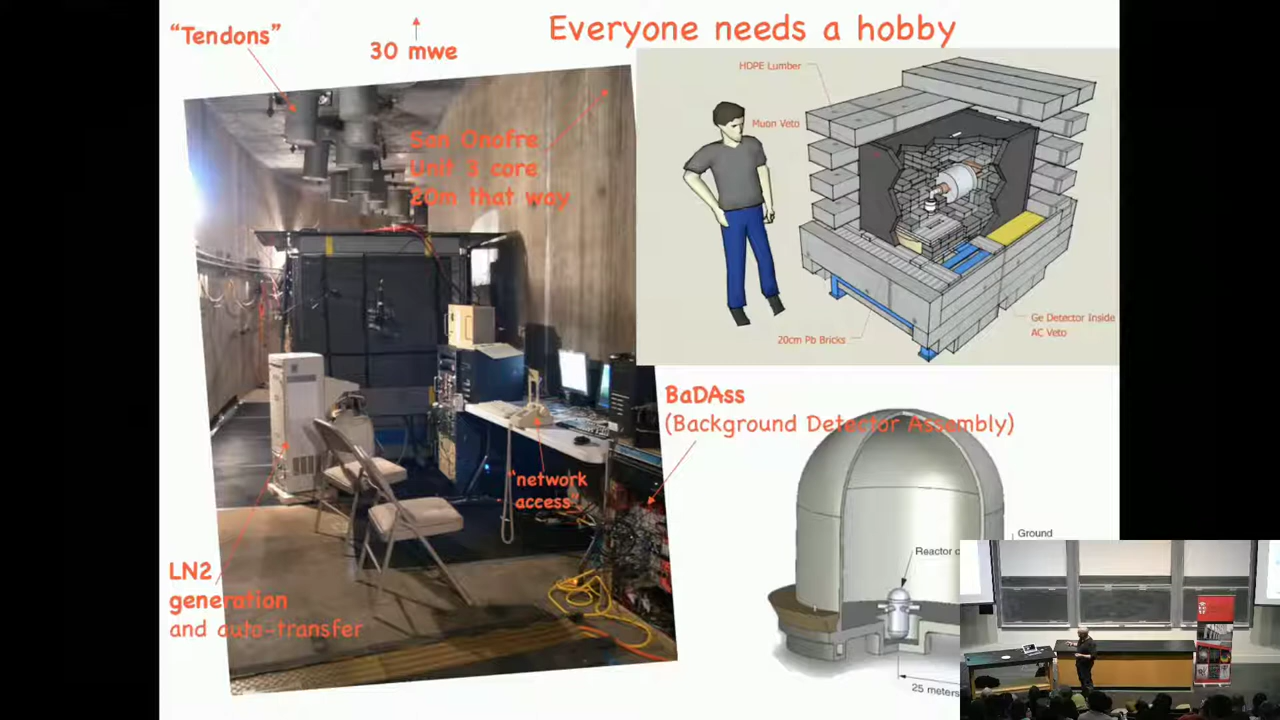 Everyone needs a hobby
"Tendons"
30 mwe
San Onofre
Unit 3 core
20m that way
HDPE Lumber
Muon Veto
20cm Pb Bricks
Ge Detector Inside
AC Veto
BaDAss
(Background Detector Assembly)
"network
access"
LN2
generation
and auto-transfer
Ground
Reactor
25 meters